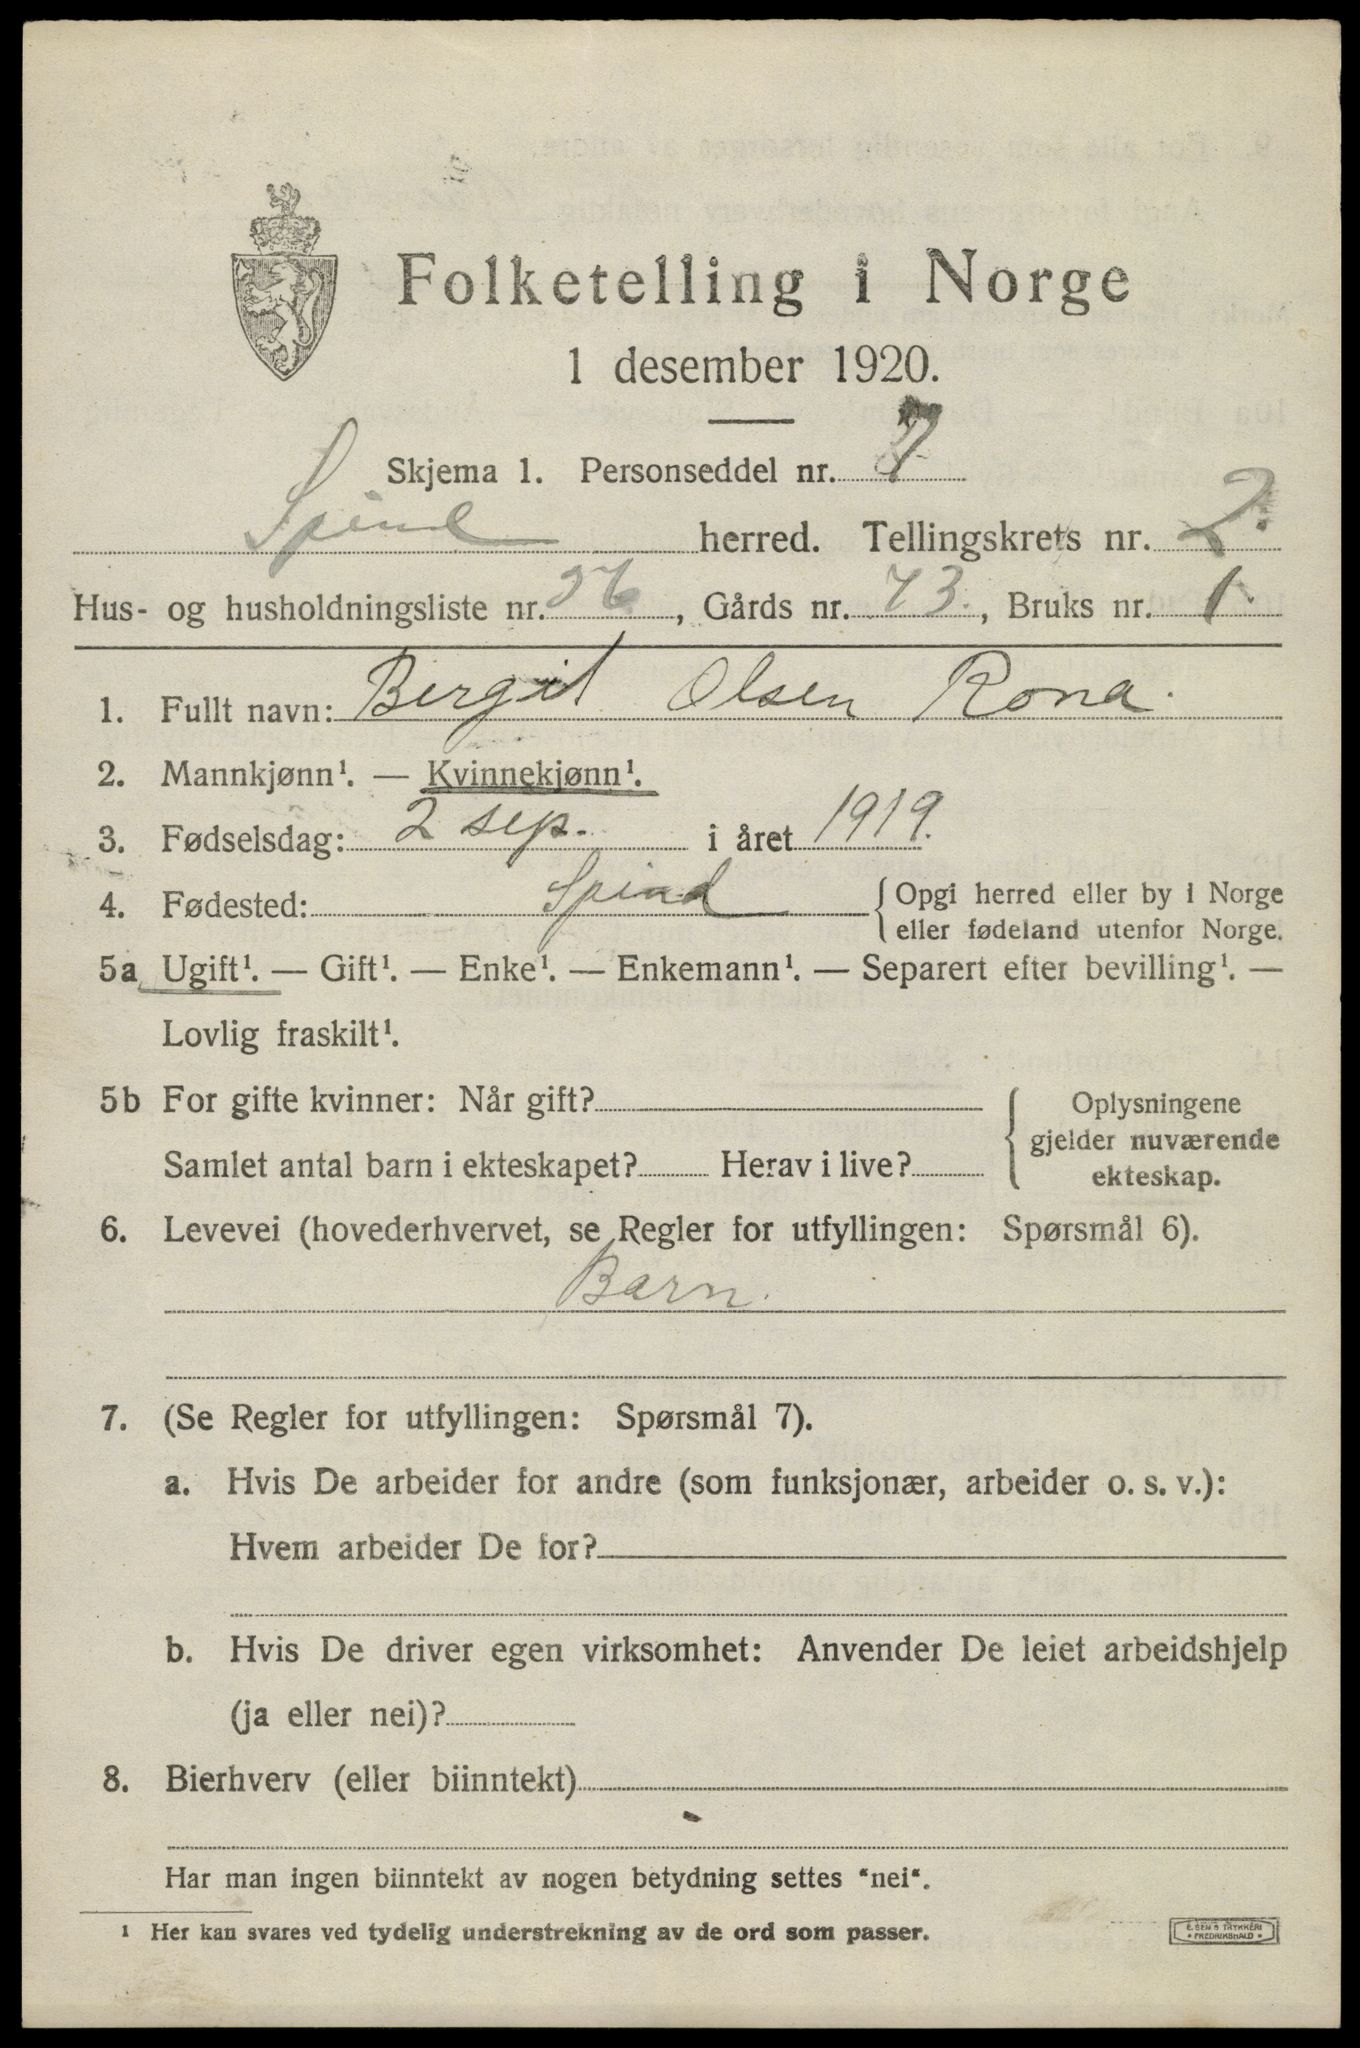 Folketelling i Norge
1 desember 1920.
Skjema 1. Personseddel nr. 7
Spind herred. Tellingskrets nr. 2.
Hus- og husholdningsliste nr. 26, Gårds nr. 73., Bruks nr. 1.
1. Fullt navn: Bergit Olsen Rona.
2. Mannkjønn¹. — Kvinnekjønn¹.
3. Fødselsdag: 2 sep. i året 1919.
4. Fødested: Spind { Opgi herred eller by i Norge
eller fødeland utenfor Norge.
5a Ugift¹. — Gift¹. — Enke¹. — Enkemann¹. — Separert efter bevilling¹. —
Lovlig fraskilt¹.
5b For gifte kvinner: Når gift?
Samlet antal barn i ekteskapet? Herav i live?
{ Oplysningene
gjelder nuværende
ekteskap.
6. Levevei (hovederhvervet, se Regler for utfyllingen: Spørsmål 6).
Barn.
7. (Se Regler for utfyllingen: Spørsmål 7).
a. Hvis De arbeider for andre (som funksjonær, arbeider o. s. v.):
Hvem arbeider De for?
b. Hvis De driver egen virksomhet: Anvender De leiet arbeidshjelp
(ja eller nei)?
8. Bierhverv (eller biinntekt)
Har man ingen biinntekt av nogen betydning settes "nei".
¹ Her kan svares ved tydelig understrekning av de ord som passer.
E. SEM'S TRYKKERI
FREDRIKSHALD